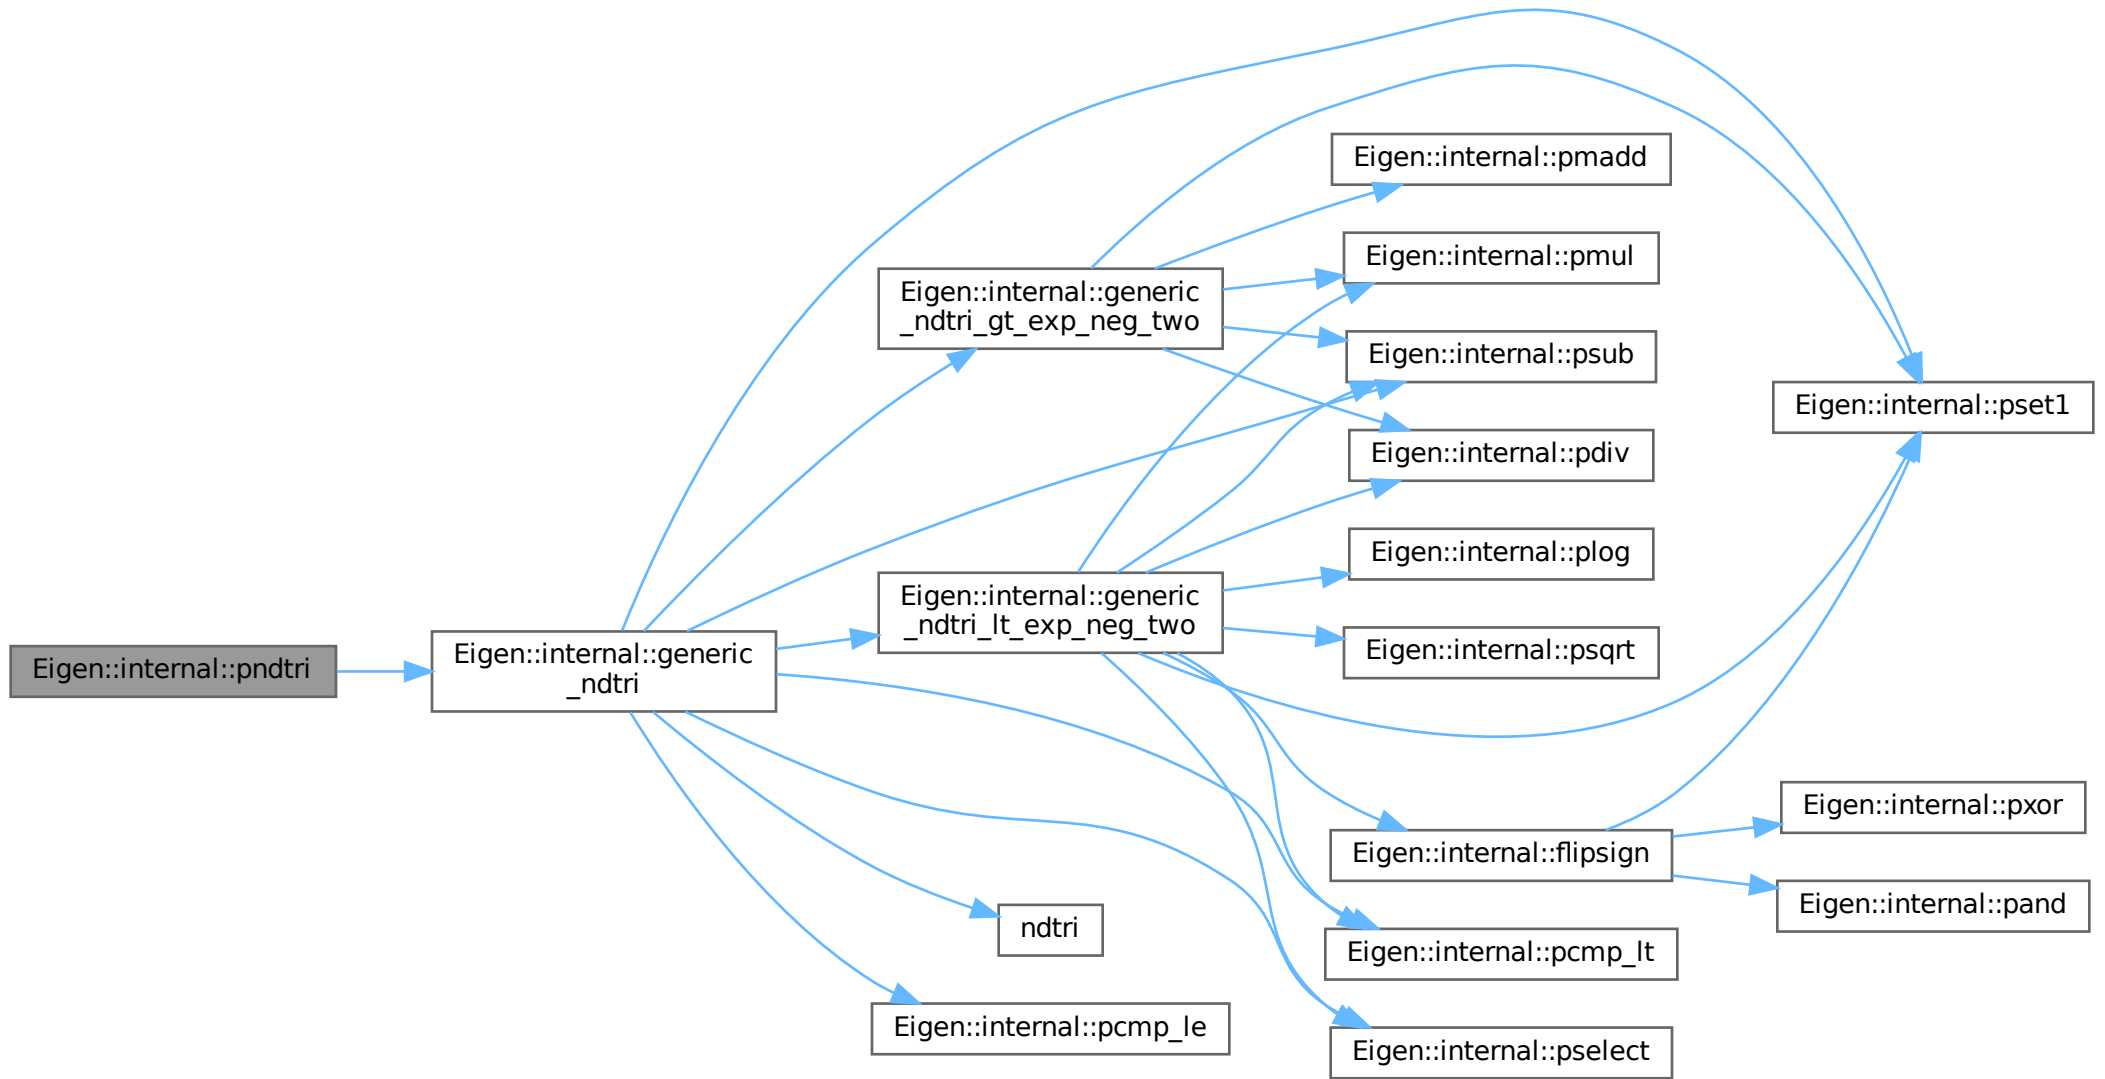 Eigen::internal::pndtri
Eigen::internal::generic
_ndtri
Eigen::internal::generic
_ndtri_gt_exp_neg_two
Eigen::internal::generic
_ndtri_lt_exp_neg_two
ndtri
Eigen::internal::pcmp_le
Eigen::internal::pmadd
Eigen::internal::pmul
Eigen::internal::psub
Eigen::internal::pdiv
Eigen::internal::plog
Eigen::internal::psqrt
Eigen::internal::flipsign
Eigen::internal::pcmp_lt
Eigen::internal::pselect
Eigen::internal::pset1
Eigen::internal::pxor
Eigen::internal::pand